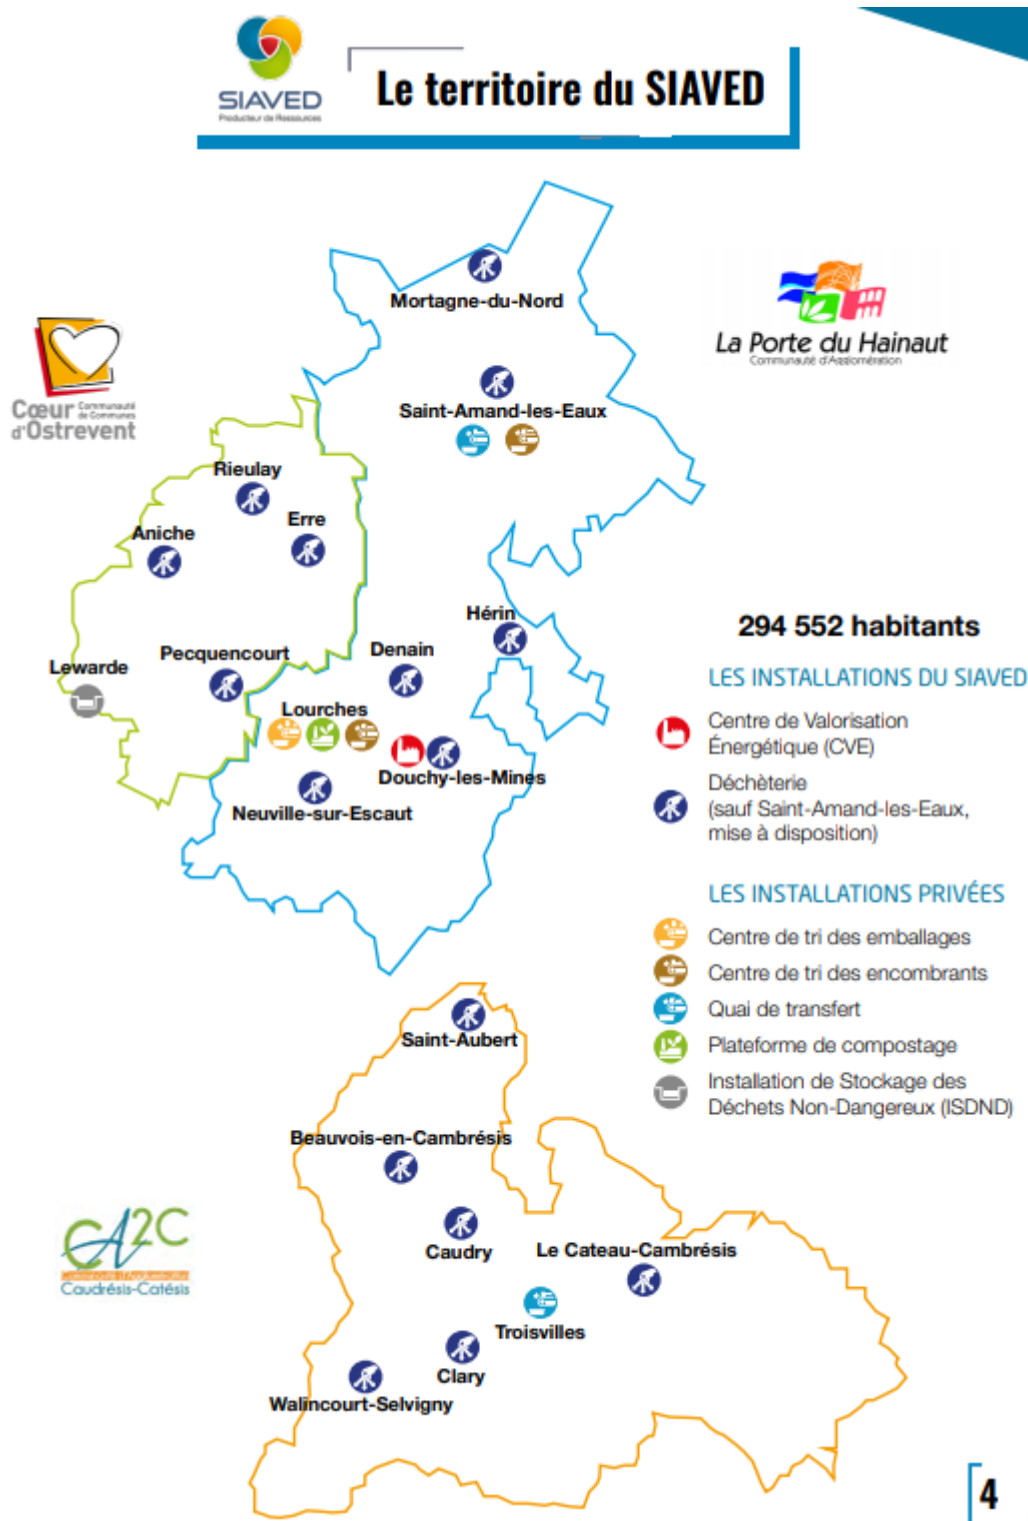 SIAVED
Producteur de Ressources
Le territoire du SIAVED
Mortagne-du-Nord
La Porte du Hainaut
Communauté d'Agglomération
Cœur Communauté de Communes
d'Ostrevent
Saint-Amand-les-Eaux
Rieulay
Erre
Aniche
Hérin
294 552 habitants
Lewarde
Pecquencourt
Denain
LES INSTALLATIONS DU SIAVED
Lourches
Centre de Valorisation
Énergétique (CVE)
Douchy-les-Mines
Déchèterie
(sauf Saint-Amand-les-Eaux,
mise à disposition)
Neuville-sur-Escaut
LES INSTALLATIONS PRIVÉES
Centre de tri des emballages
Centre de tri des encombrants
Quai de transfert
Plateforme de compostage
Installation de Stockage des
Déchets Non-Dangereux (ISDND)
Saint-Aubert
Beauvois-en-Cambrésis
CA2C
Communauté d'Agglomération
Caudrésis-Catésis
Caudry
Le Cateau-Cambrésis
Troisvilles
Clary
Walincourt-Selvigny
4